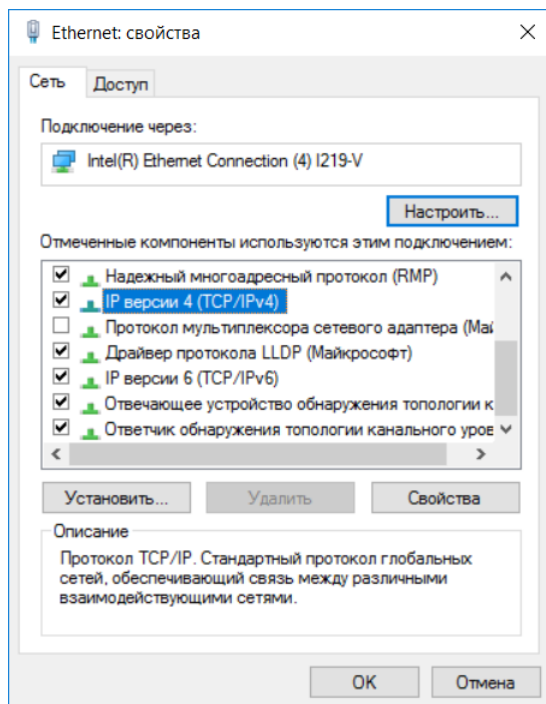 Ethernet: свойства
Сеть Доступ
Подключение через:
Intel(R) Ethernet Connection (4) I219-V
Настроить...
Отмеченные компоненты используются этим подключением:
Надежный многоадресный протокол (RMP)
IP версии 4 (TCP/IPv4)
Протокол мультиплексора сетевого адаптера (Май
Драйвер протокола LLDP (Майкрософт)
IP версии 6 (TCP/IPv6)
Отвечающее устройство обнаружения топологии к
Ответчик обнаружения топологии канального уров
Установить... Удалить Свойства
Описание
Протокол TCP/IP. Стандартный протокол глобальных
сетей, обеспечивающий связь между различными
взаимодействующими сетями.
OK Отмена